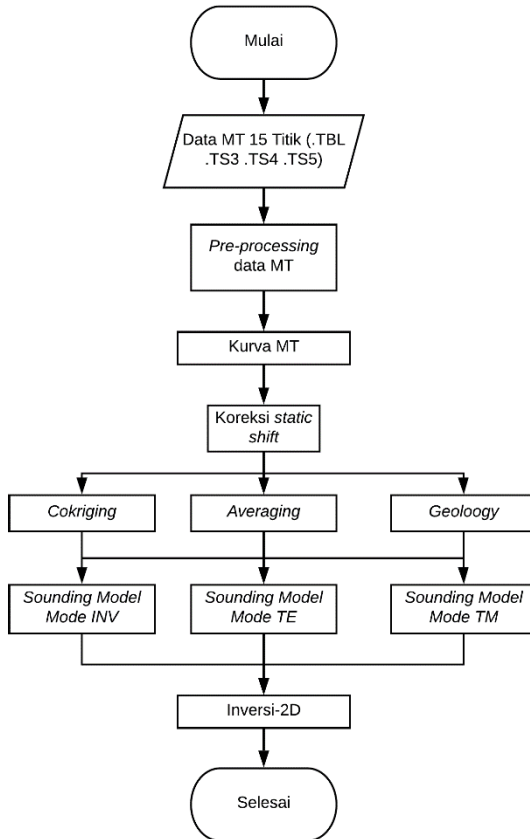 Mulai
Data MT 15 Titik (.TBL
.TS3 .TS4 .TS5)
Pre-processing
data MT
Kurva MT
Koreksi static
shift
Cokriging
Averaging
Geoloogy
Sounding Model
Mode INV
Sounding Model
Mode TE
Sounding Model
Mode TM
Inversi-2D
Selesai